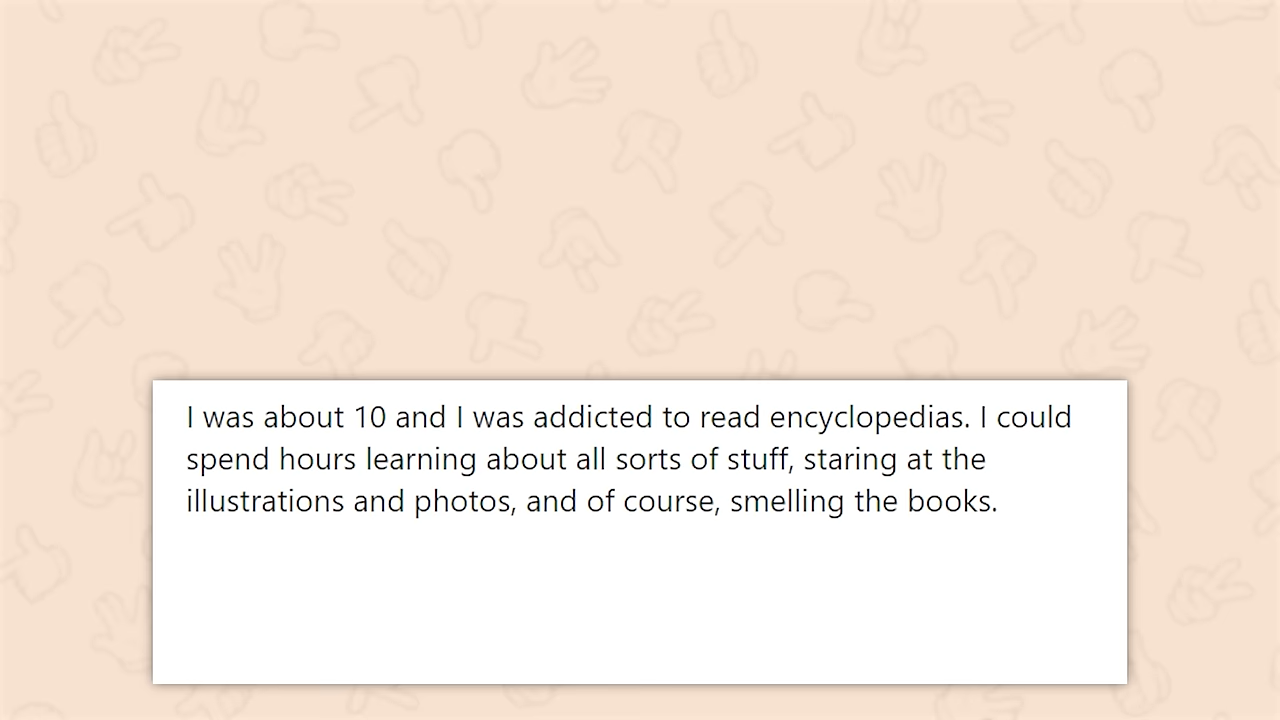 I was about 10 and I was addicted to read encyclopedias. I could
spend hours learning about all sorts of stuff, staring at the
illustrations and photos, and of course, smelling the books.